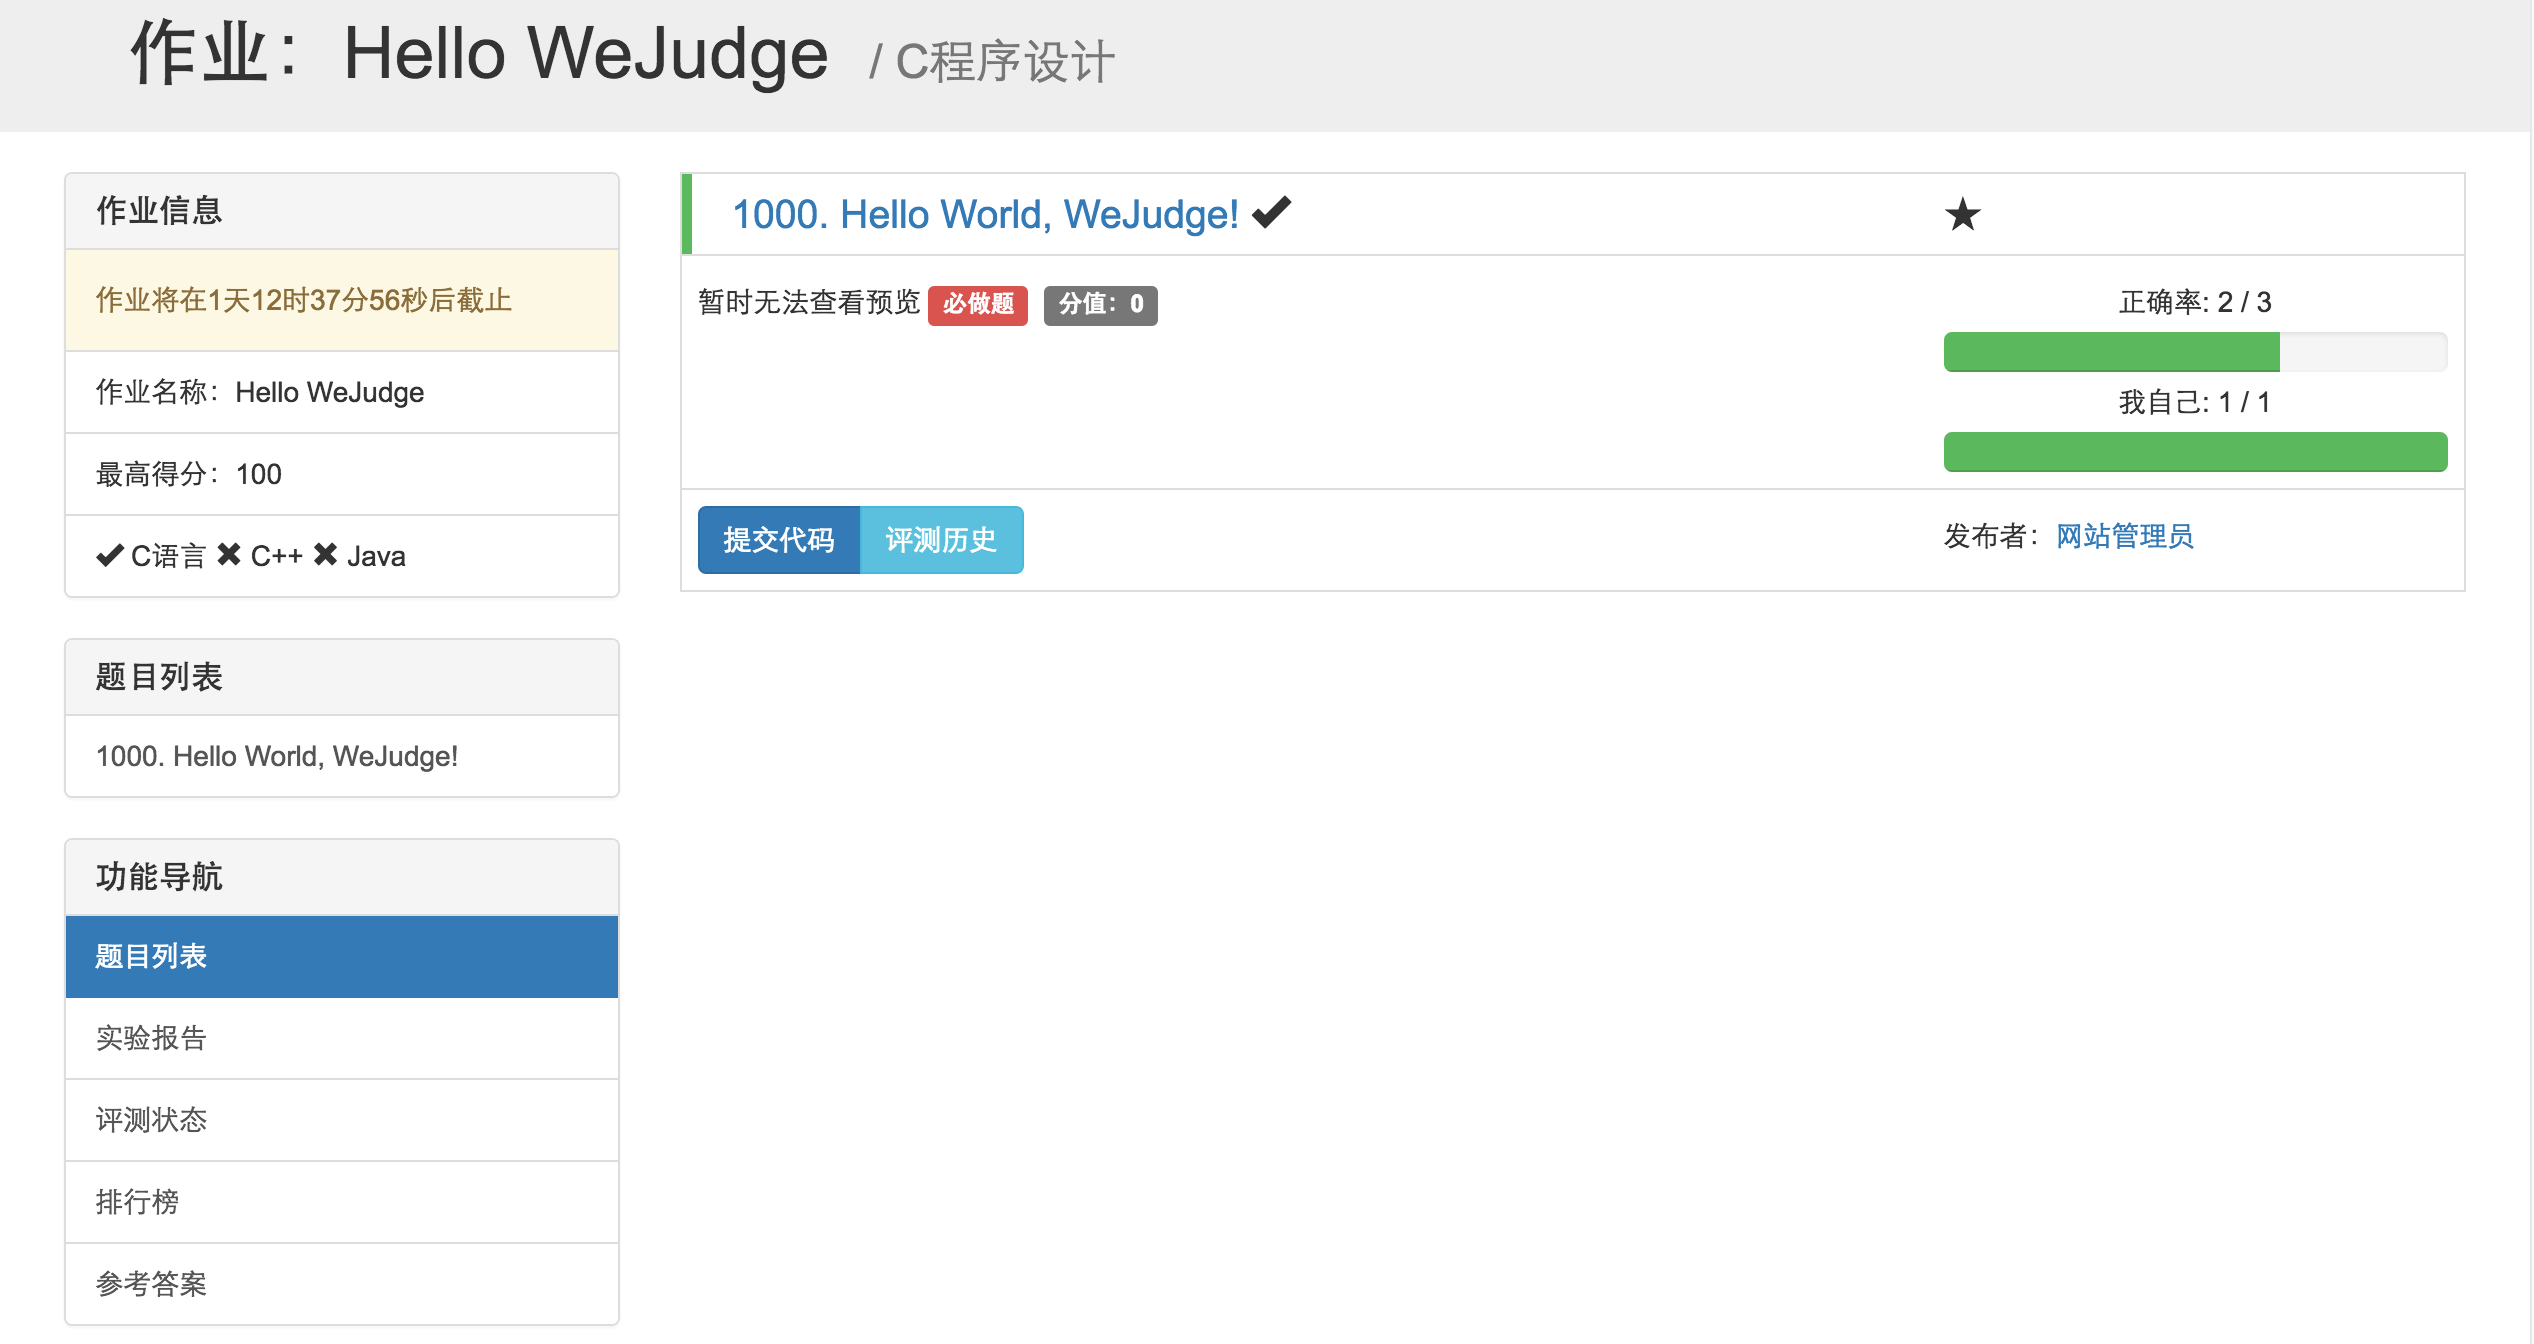 作业：Hello WeJudge / C程序设计
作业信息
作业将在1天12时37分56秒后截止
作业名称：Hello WeJudge
最高得分：100
✔ C语言 ✖ C++ ✖ Java
题目列表
1000. Hello World, WeJudge!
功能导航
题目列表
实验报告
评测状态
排行榜
参考答案
1000. Hello World, WeJudge! ✔ ★
暂时无法查看预览 必做题 分值：0
正确率: 2 / 3
我自己: 1 / 1
提交代码 评测历史
发布者：网站管理员